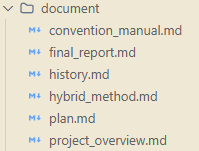 document
convention_manual.md
final_report.md
history.md
hybrid_method.md
plan.md
project_overview.md